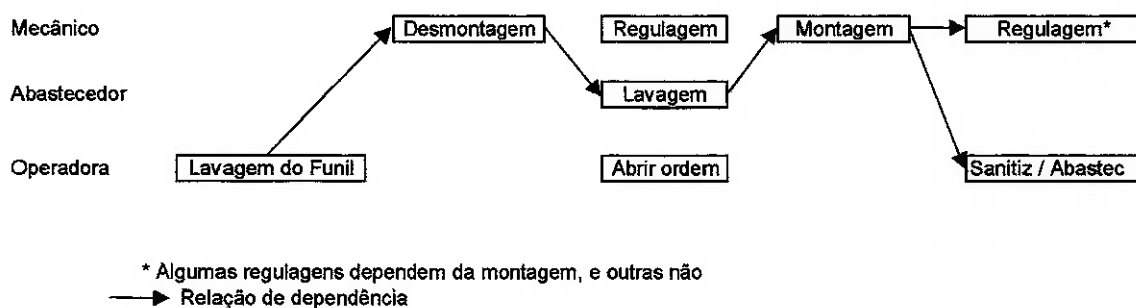 Mecânico Desmontagem Regulagem Montagem Regulagem*
Abastecedor Lavagem
Operadora Lavagem do Funil Abrir ordem Sanitiz / Abastec
* Algumas regulagens dependem da montagem, e outras não
Relação de dependência